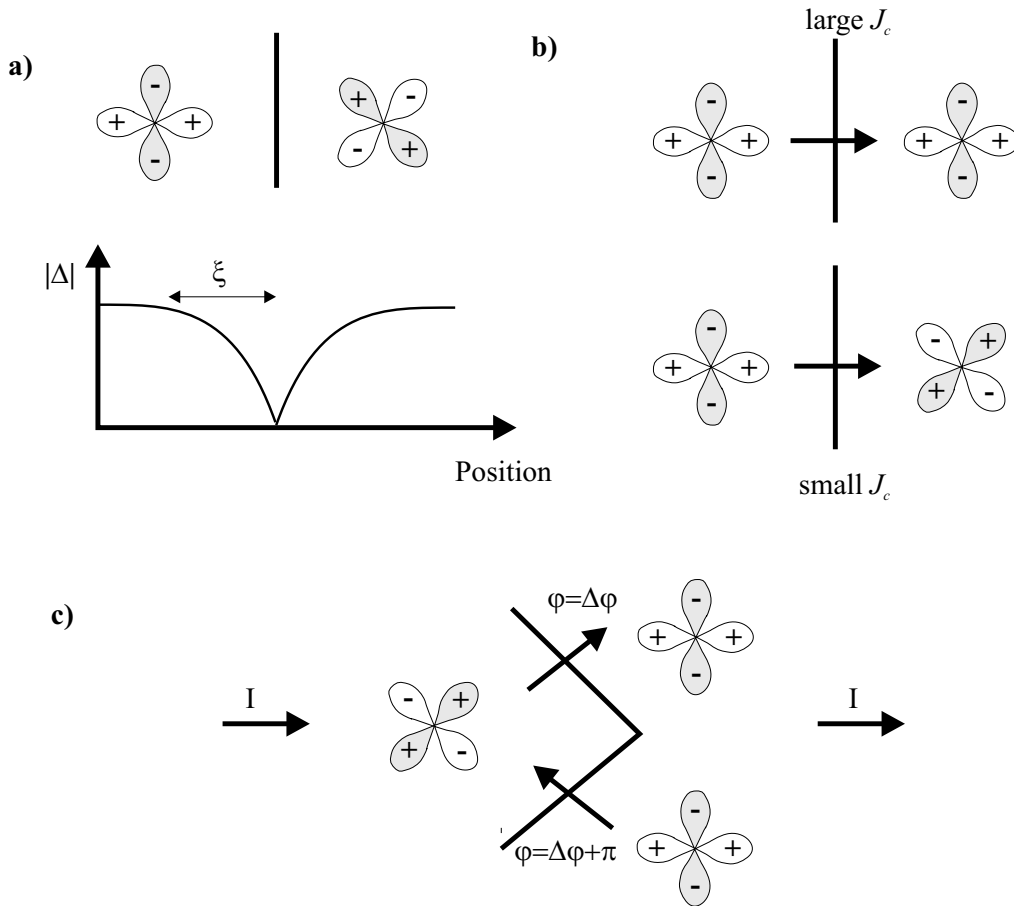 a)
-
+ +
-
+ -
- +
|Δ|
ξ
Position
b)
large J_c
-
+ +
-
-
+ +
-
-
+ +
-
- +
+ -
small J_c
c)
I
- +
+ -
φ=Δφ
-
+ +
-
I
φ=Δφ+π
-
+ +
-